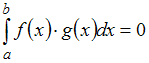 ∫_a^b f(x)·g(x)dx = 0